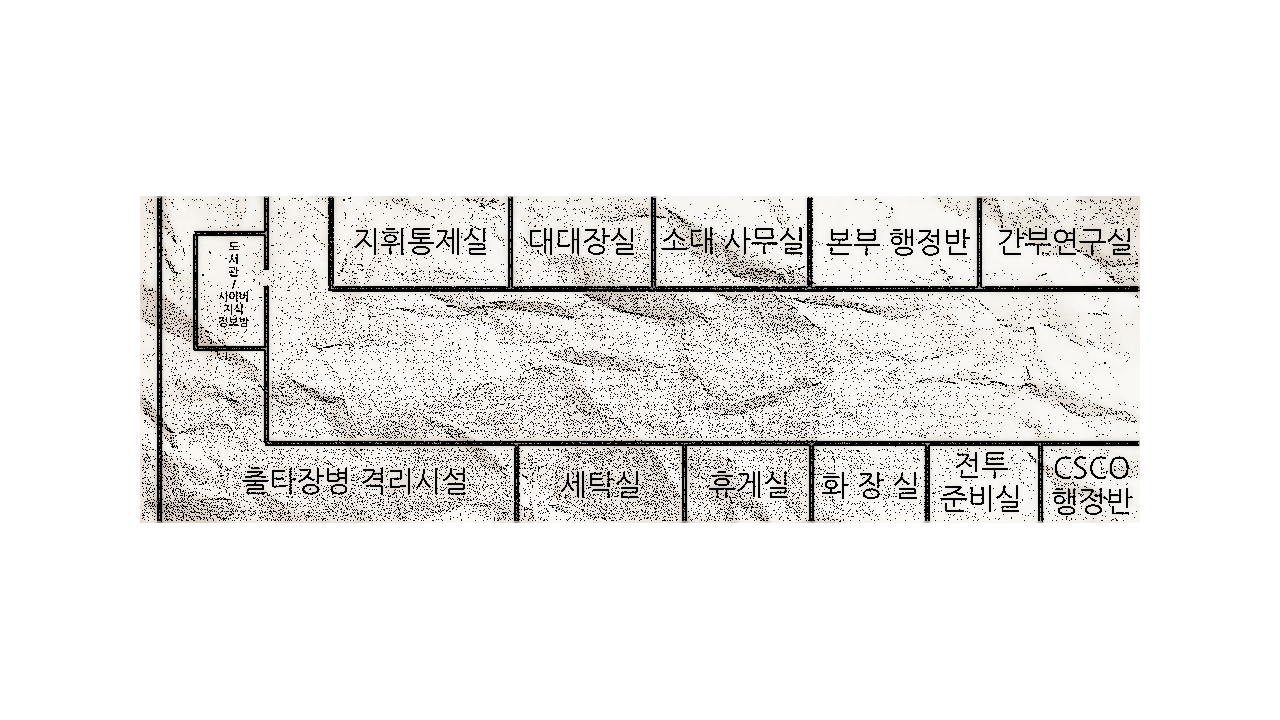 지휘통제실
대대장실
소대 사무실
본부 행정반
간부연구실
도
서
관
/
사이버
지식
정보방
홀타장병 격리시설
세탁실
휴게실
화 장 실
전투
준비실
CSCO
행정반